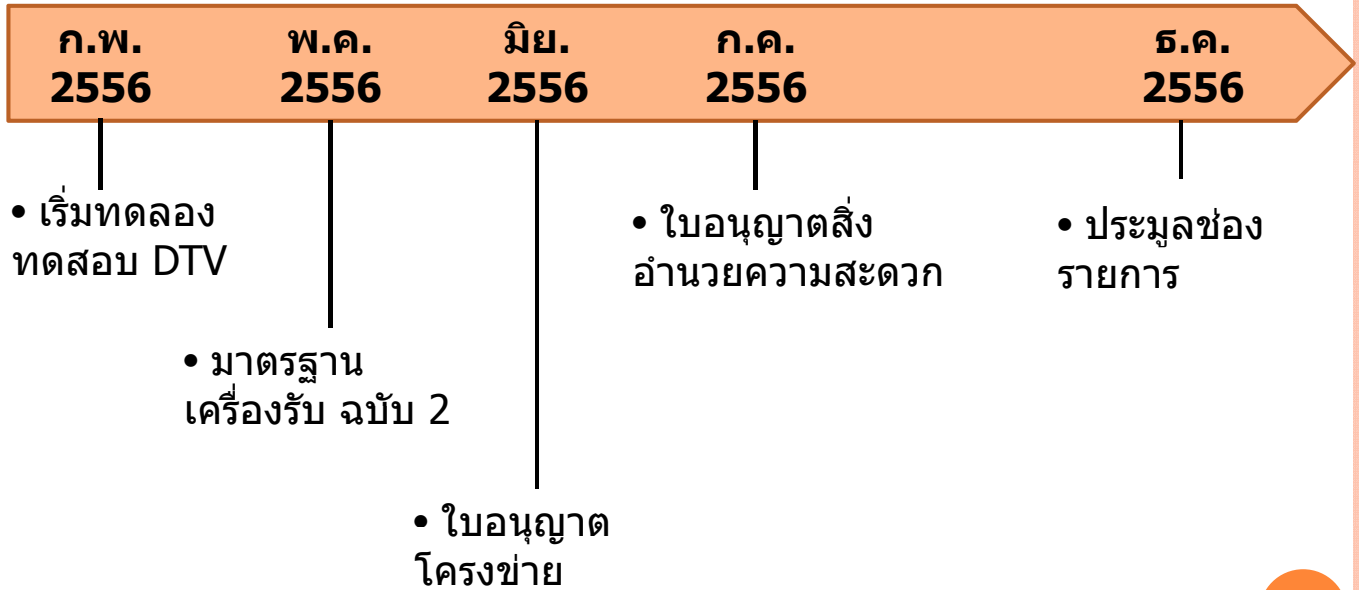 ก.พ.
2556
พ.ค.
2556
มิย.
2556
ก.ค.
2556
ธ.ค.
2556
• เริ่มทดลอง
ทดสอบ DTV
• มาตรฐาน
เครื่องรับ ฉบับ 2
• ใบอนุญาต
โครงข่าย
• ใบอนุญาตสิ่ง
อำนวยความสะดวก
• ประมูลช่อง
รายการ